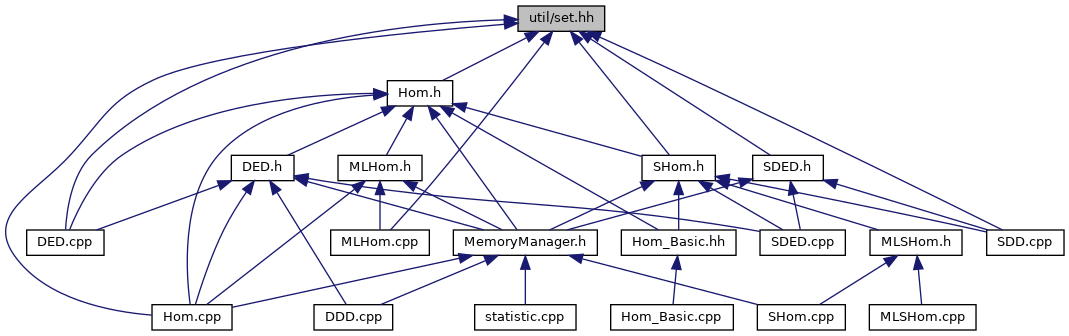 util/set.hh
Hom.h
DED.h
MLHom.h
SHom.h
SDED.h
DED.cpp
MLHom.cpp
MemoryManager.h
Hom_Basic.hh
SDED.cpp
MLSHom.h
SDD.cpp
Hom.cpp
DDD.cpp
statistic.cpp
Hom_Basic.cpp
SHom.cpp
MLSHom.cpp